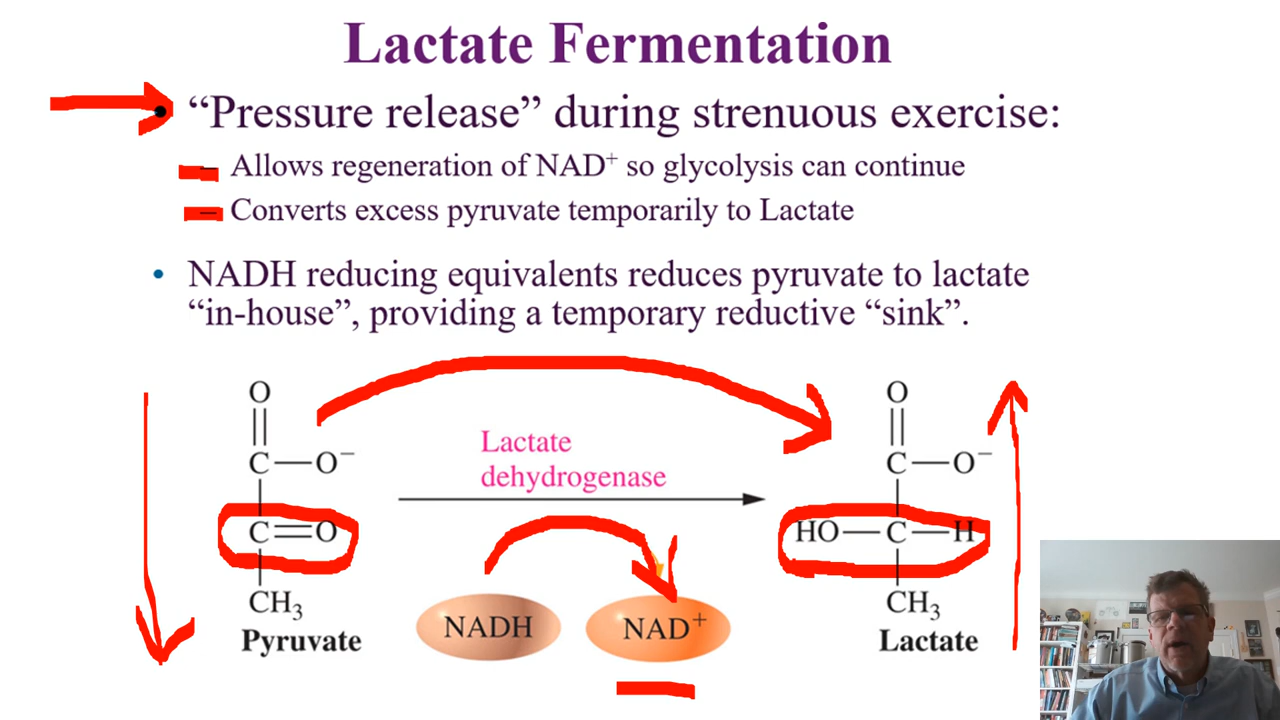 Lactate Fermentation
• “Pressure release” during strenuous exercise:
– Allows regeneration of NAD⁺ so glycolysis can continue
– Converts excess pyruvate temporarily to Lactate
• NADH reducing equivalents reduces pyruvate to lactate
“in-house”, providing a temporary reductive “sink”.
O
C—O⁻
C=O
CH₃
Pyruvate
Lactate
dehydrogenase
NADH
NAD⁺
O
C—O⁻
HO—C—H
CH₃
Lactate